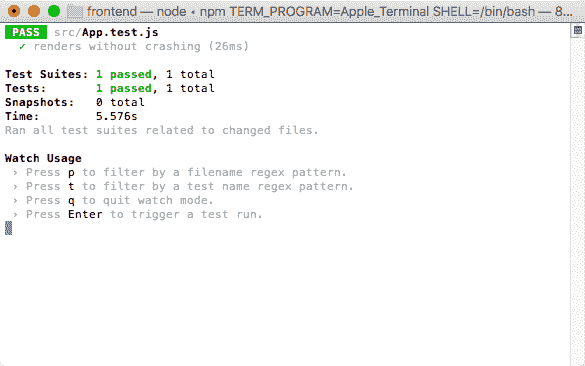 frontend — node ◂ npm TERM_PROGRAM=Apple_Terminal SHELL=/bin/bash — 8...
PASS src/App.test.js
✓ renders without crashing (26ms)
Test Suites: 1 passed, 1 total
Tests: 1 passed, 1 total
Snapshots: 0 total
Time: 5.576s
Ran all test suites related to changed files.
Watch Usage
› Press p to filter by a filename regex pattern.
› Press t to filter by a test name regex pattern.
› Press q to quit watch mode.
› Press Enter to trigger a test run.